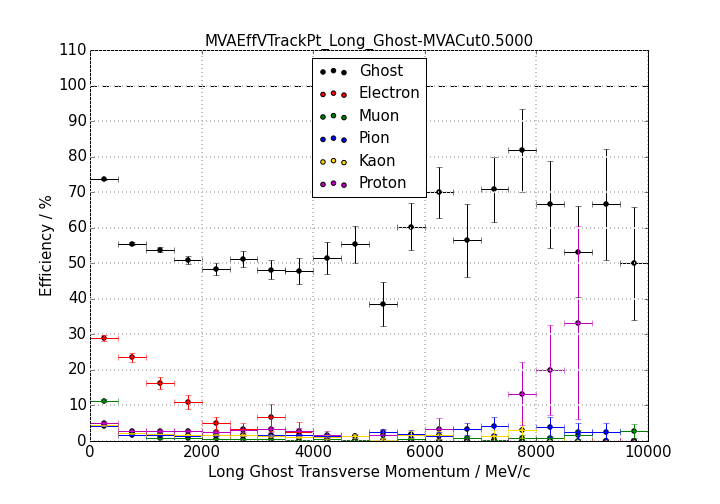 MVAEffVTrackPt_Long_Ghost-MVACut0.5000
110
100
90
80
70
60
50
40
30
20
10
0
Efficiency / %
Ghost
Electron
Muon
Pion
Kaon
Proton
0 2000 4000 6000 8000 10000
Long Ghost Transverse Momentum / MeV/c